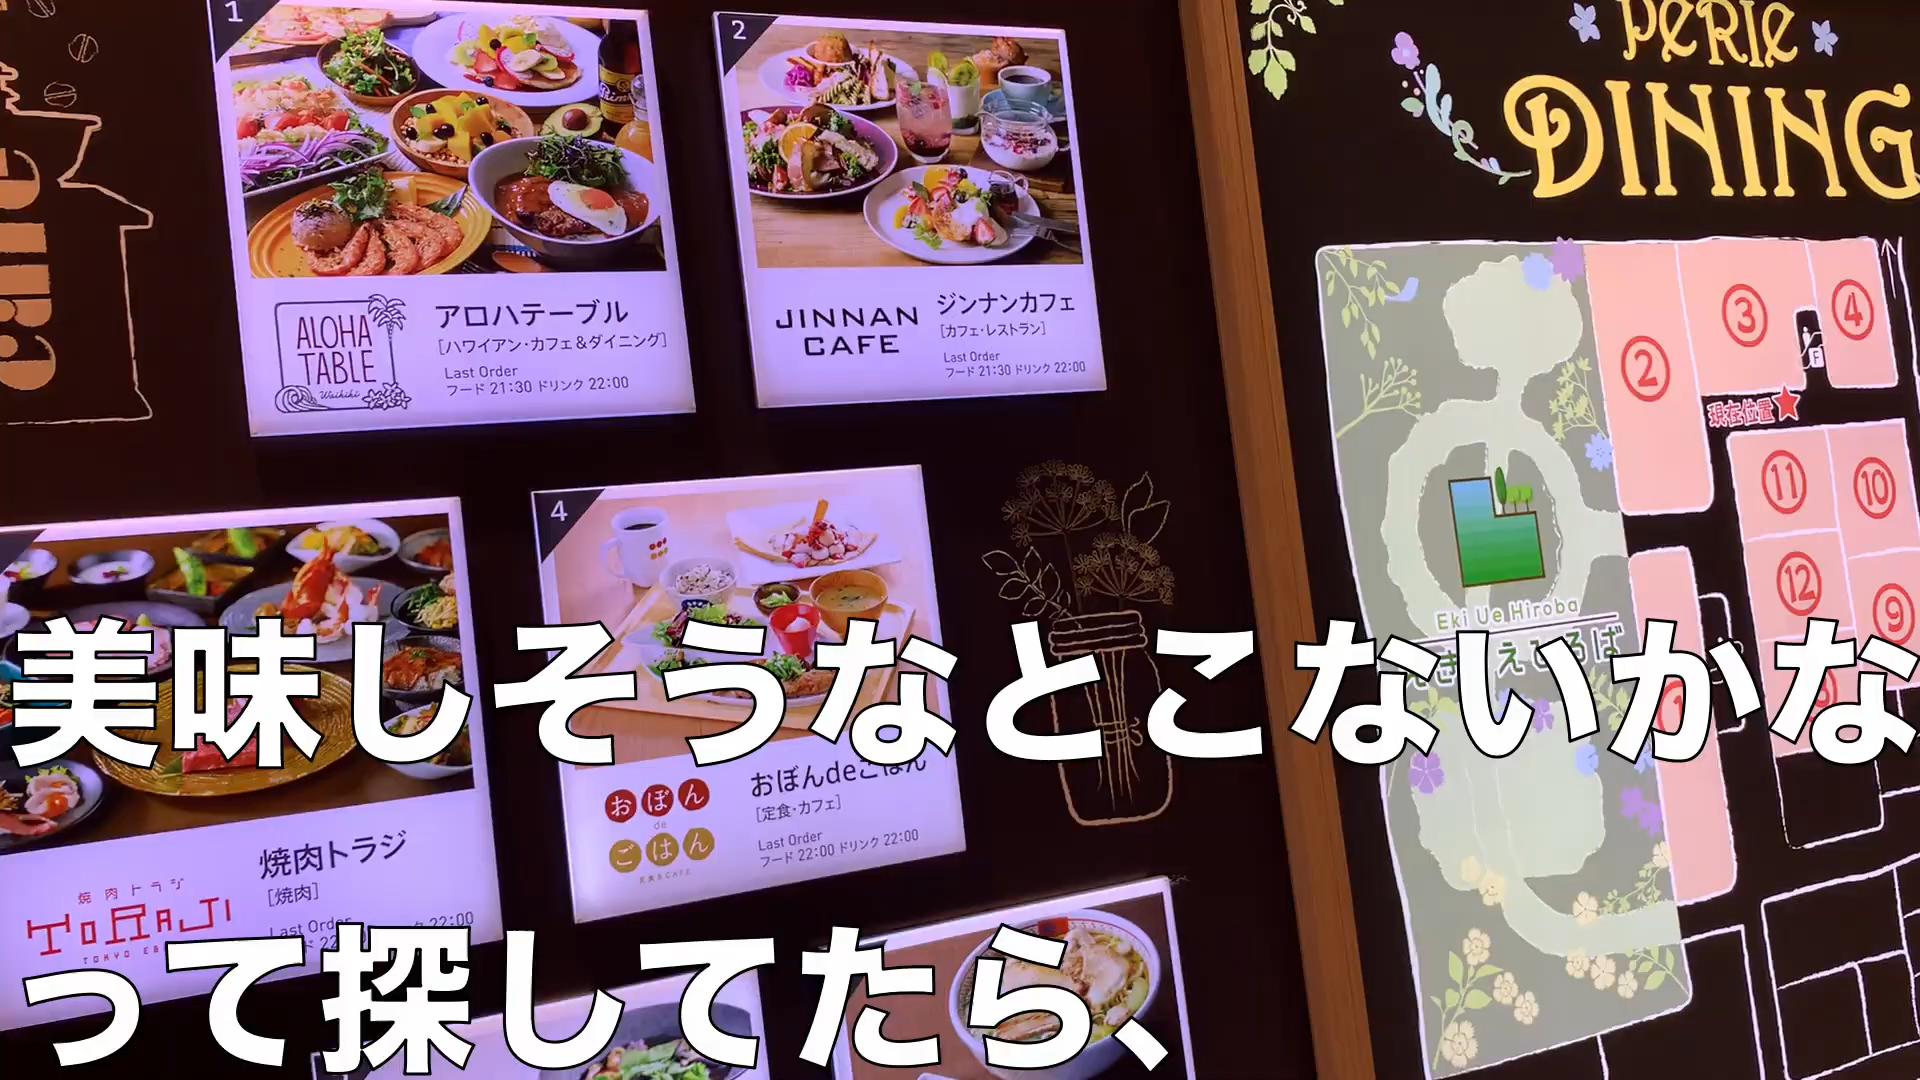 1
ALOHA
TABLE
Waikiki
アロハテーブル
[ハワイアン・カフェ&ダイニング]
Last Order
フード 21:30 ドリンク 22:00
2
JINNAN
CAFE
ジンナンカフェ
[カフェ・レストラン]
Last Order
フード 21:30 ドリンク 22:00
焼肉トラジ
TORAJI
焼肉トラジ
[焼肉]
Last Order
22:00
4
おぼん
de
ごはん
おぼんdeごはん
[定食・カフェ]
Last Order
フード 22:00 ドリンク 22:00
PERIE
DINING
②
③
④
F
現在位置
⑪
⑩
⑫
⑨
Eki Ue Hiroba
美味しそうなとこないかな
って探してたら、